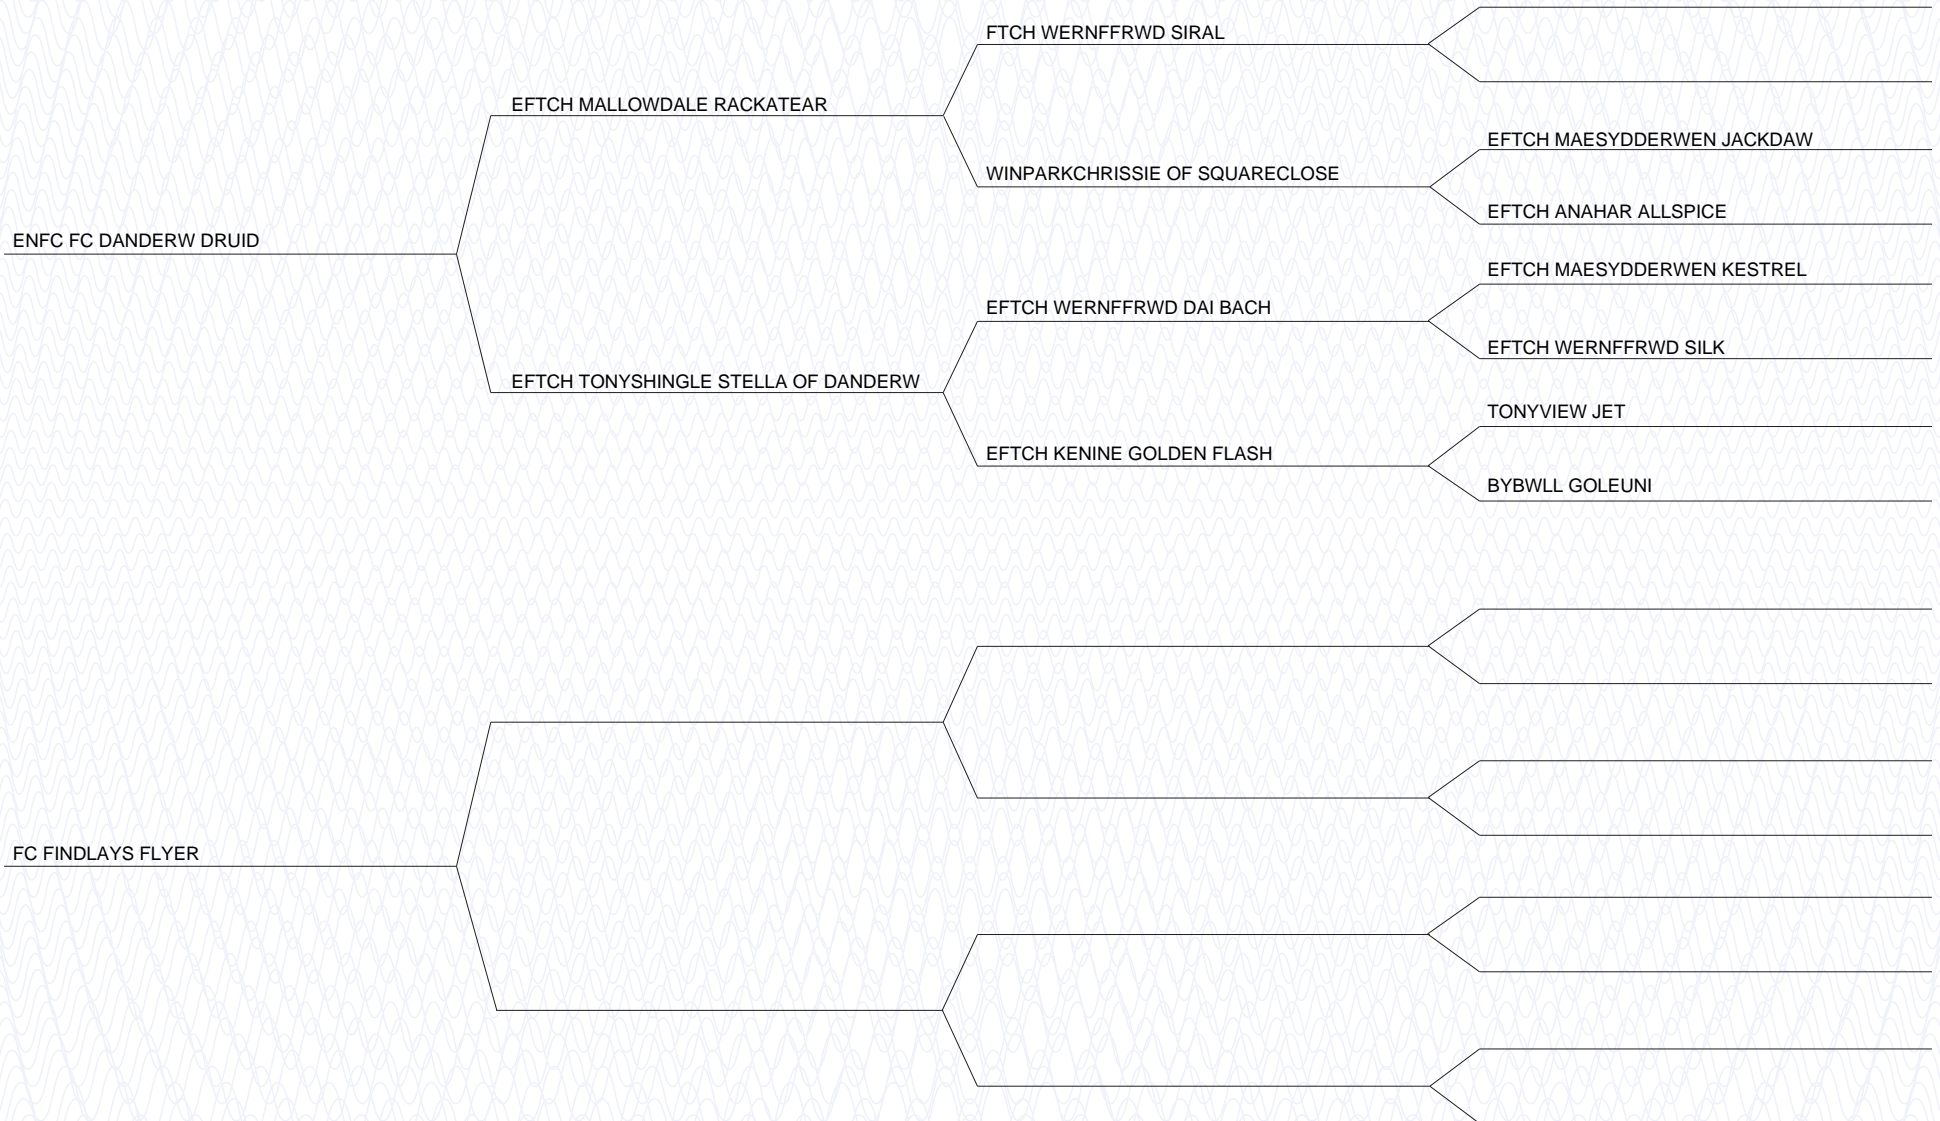 FTCH WERNFFRWD SIRAL
EFTCH MALLOWDALE RACKATEAR
EFTCH MAESYDDERWEN JACKDAW
WINPARKCHRISSIE OF SQUARECLOSE
EFTCH ANAHAR ALLSPICE
ENFC FC DANDERW DRUID
EFTCH MAESYDDERWEN KESTREL
EFTCH WERNFFRWD DAI BACH
EFTCH WERNFFRWD SILK
EFTCH TONYSHINGLE STELLA OF DANDERW
TONYVIEW JET
EFTCH KENINE GOLDEN FLASH
BYBWLL GOLEUNI
FC FINDLAYS FLYER